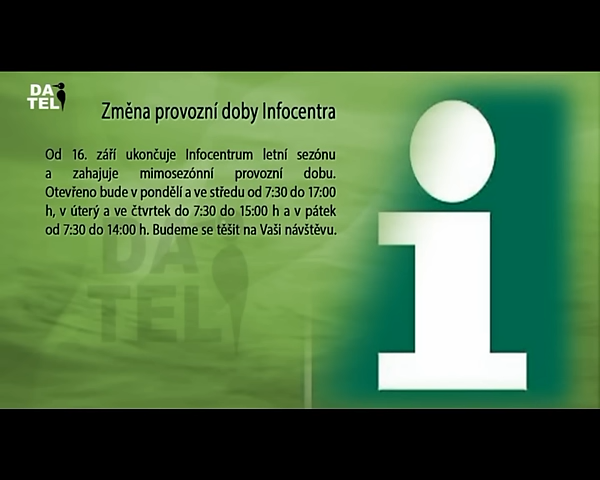 DA
TEL
Změna provozní doby Infocentra
Od 16. září ukončuje Infocentrum letní sezónu
a zahajuje mimosezónní provozní dobu.
Otevřeno bude v pondělí a ve středu od 7:30 do 17:00
h, v úterý a ve čtvrtek do 7:30 do 15:00 h a v pátek
od 7:30 do 14:00 h. Budeme se těšit na Vaši návštěvu.
DA
TEL
i